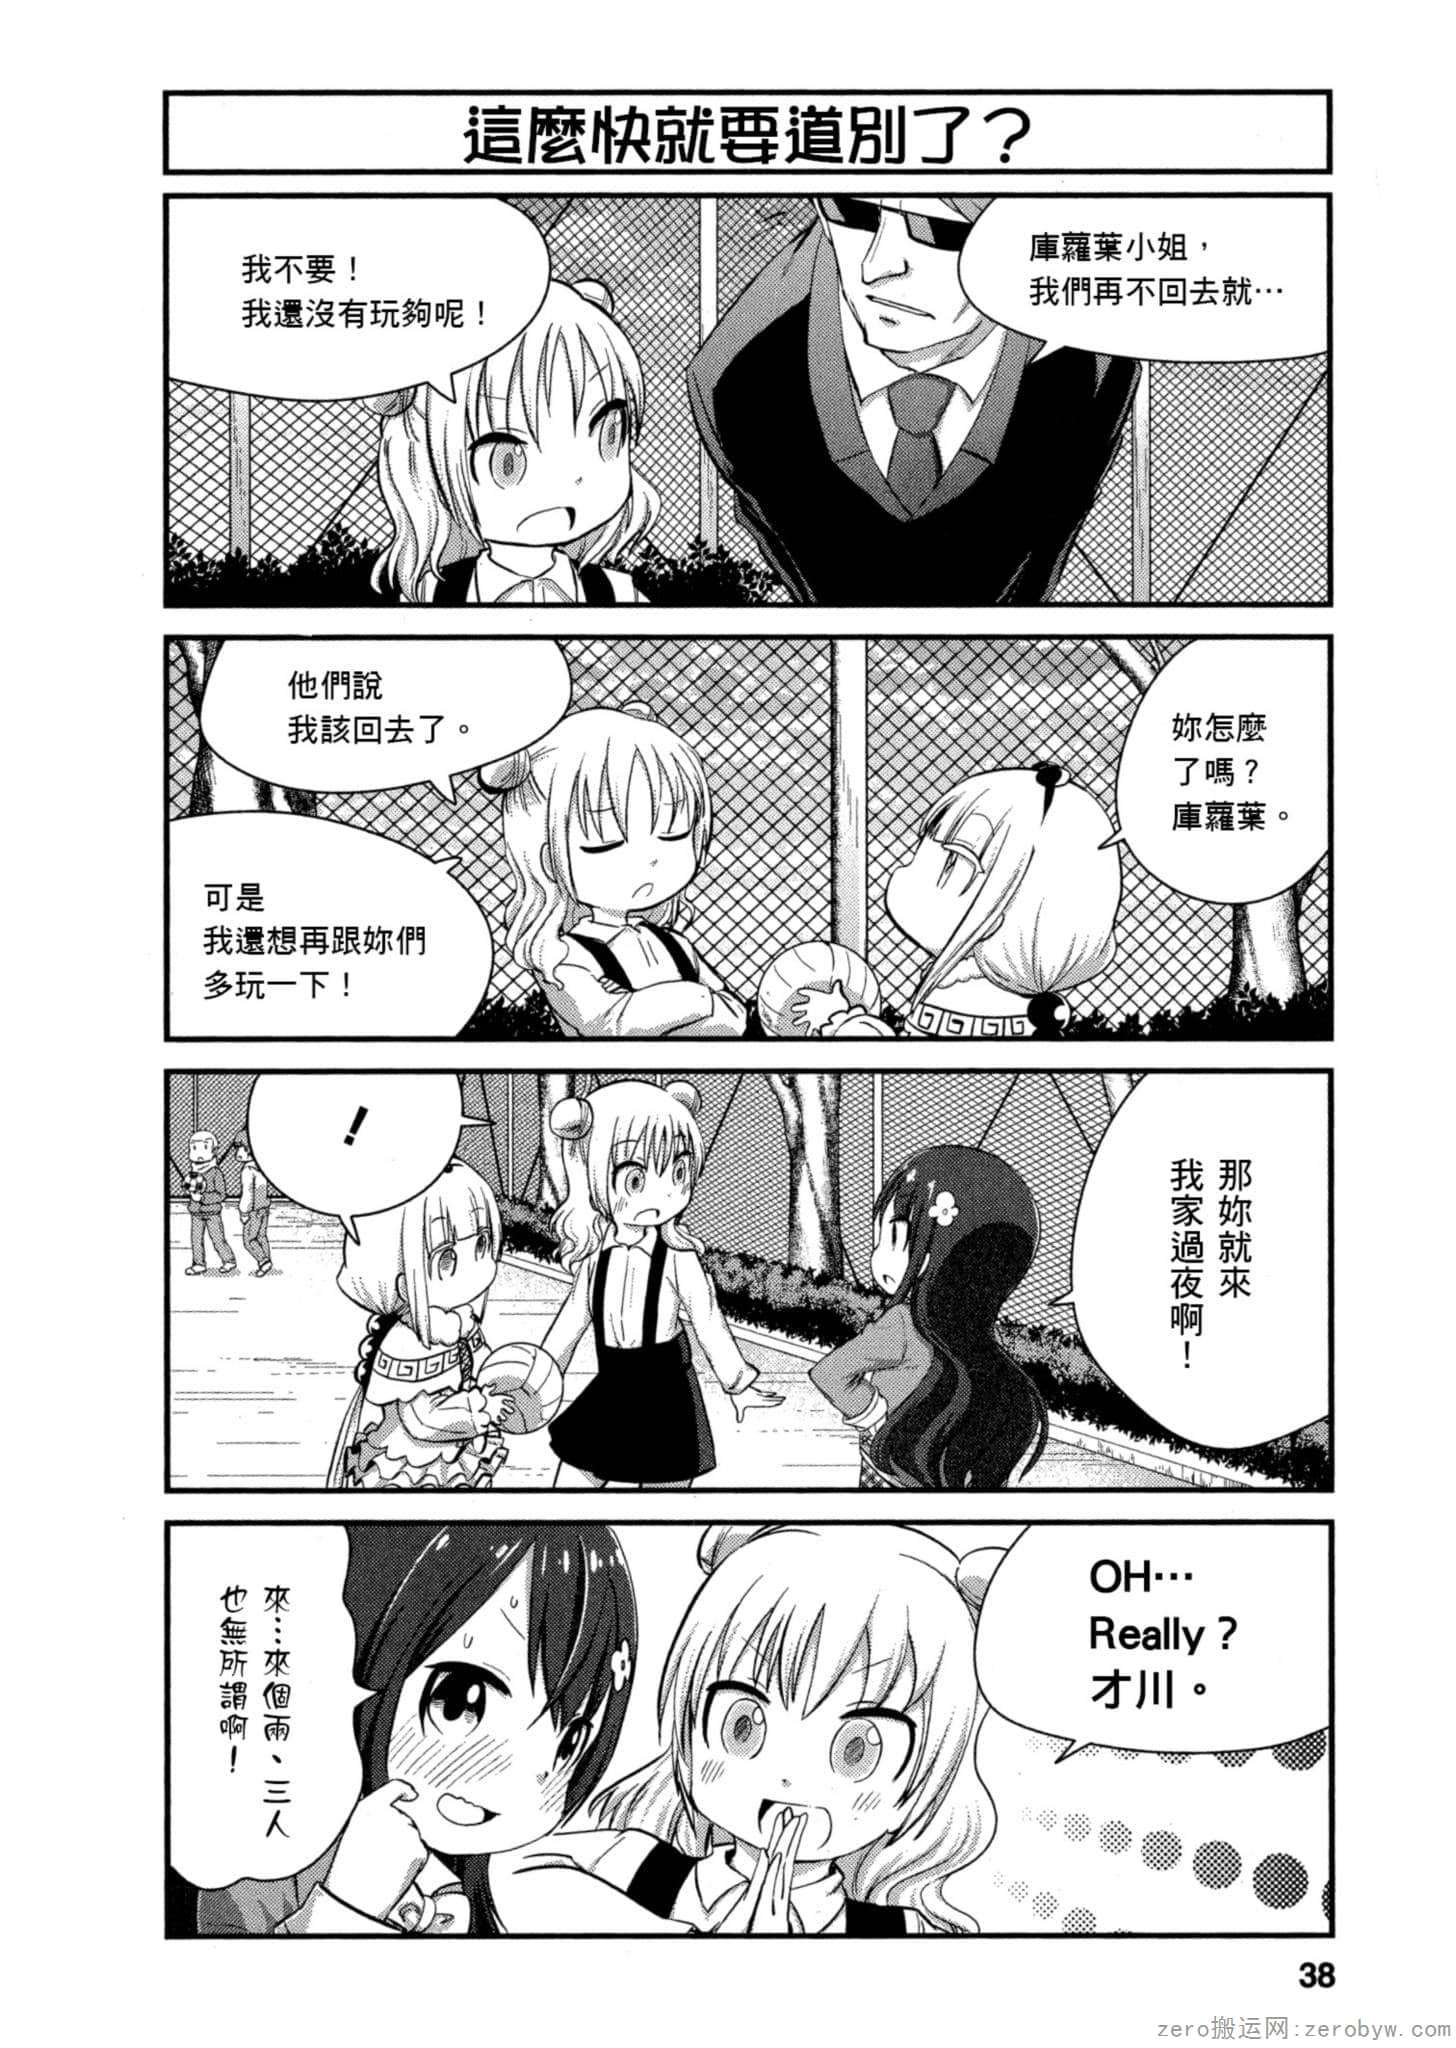 這麼快就要道別了？
庫蘿葉小姐，
我們再不回去就…
我不要！
我還沒有玩夠呢！
妳怎麼
了嗎？
庫蘿葉。
他們說
我該回去了。
可是
我還想再跟妳們
多玩一下！
那妳就來
我家過夜啊！
！
OH…
Really？
才川。
來…來個兩、三人
也無所謂啊！
38
zero搬运网:zerobyw.com